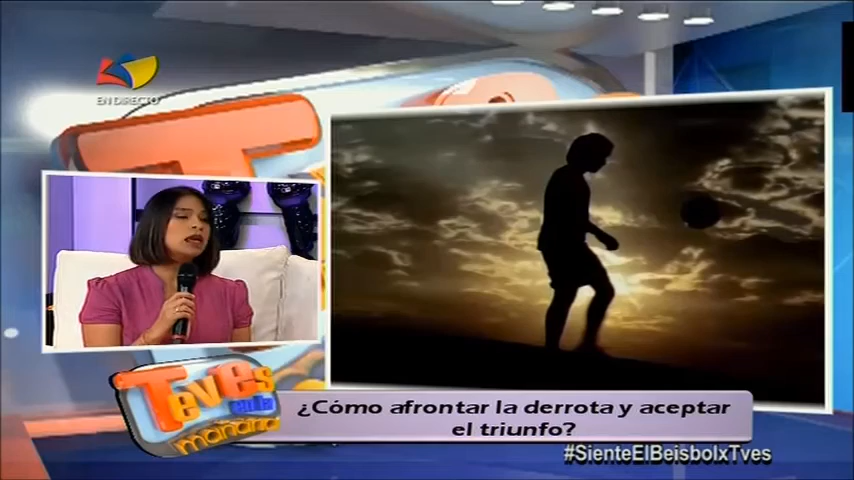 EN DIRECTO
Teves
en la
mañana
¿Cómo afrontar la derrota y aceptar
el triunfo?
#SienteElBeisbolxTves